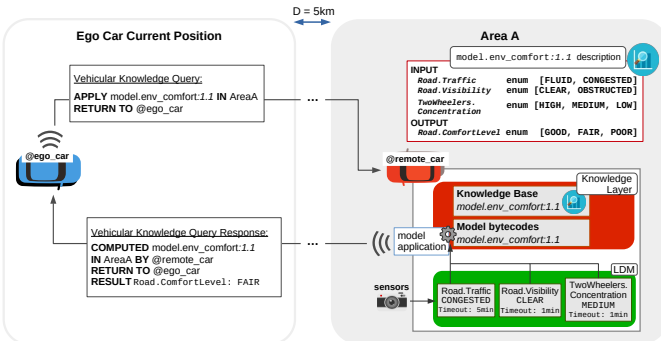 D = 5km
Ego Car Current Position
Area A
Vehicular Knowledge Query:
APPLY model.env_comfort:1.1 IN AreaA
RETURN TO @ego_car
...
model.env_comfort:1.1 description
INPUT
Road.Traffic enum [FLUID, CONGESTED]
Road.Visibility enum [CLEAR, OBSTRUCTED]
TwoWheelers.
Concentration enum [HIGH, MEDIUM, LOW]
OUTPUT
Road.ComfortLevel enum [GOOD, FAIR, POOR]
@ego_car
@remote_car
Knowledge
Layer
Knowledge Base
model.env_comfort:1.1
Model bytecodes
model.env_comfort:1.1
Vehicular Knowledge Query Response:
COMPUTED model.env_comfort:1.1
IN AreaA BY @remote_car
RETURN TO @ego_car
RESULT Road.ComfortLevel: FAIR
...
model
application
LDM
sensors
Road.Traffic
CONGESTED
Timeout: 5min
Road.Visibility
CLEAR
Timeout: 1min
TwoWheelers.
Concentration
MEDIUM
Timeout: 1min